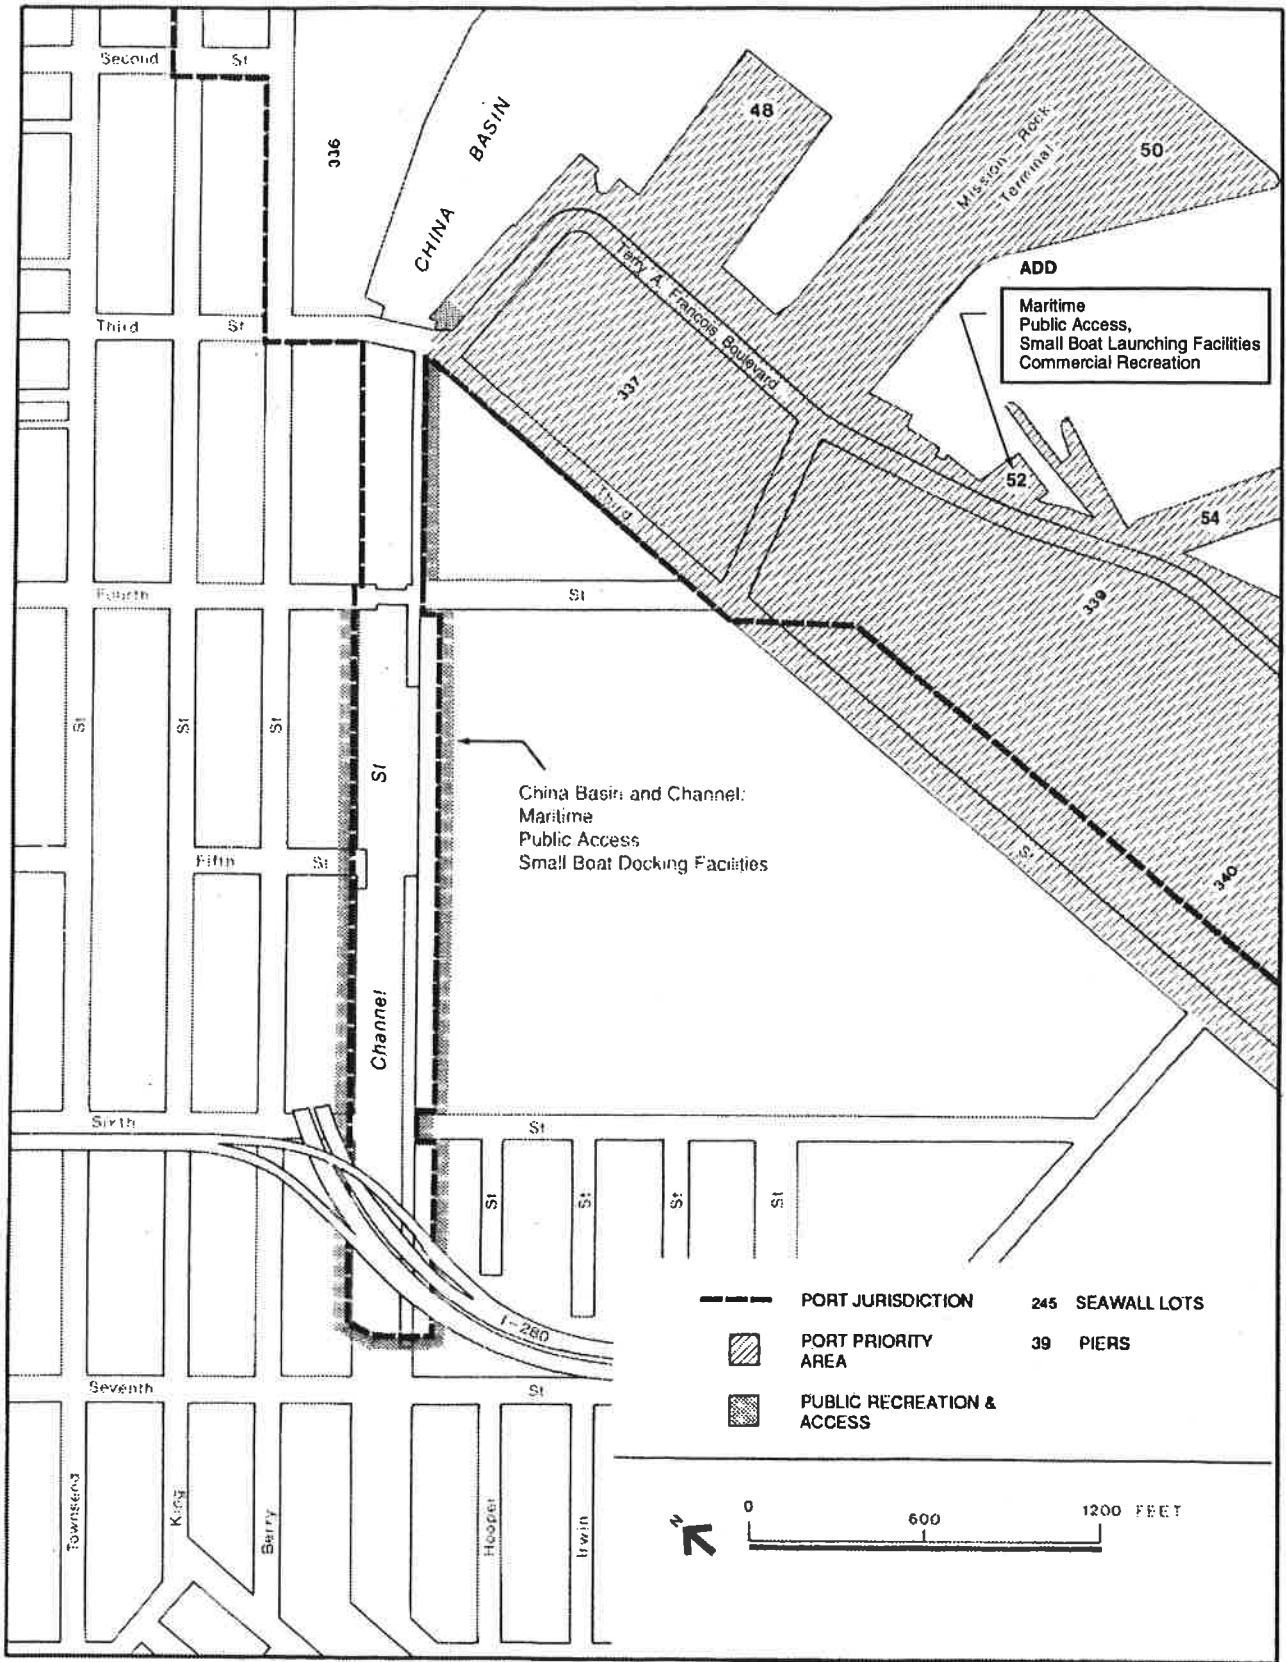 Second St
336
CHINA BASIN
48
50
Mission Rock
Terminal
ADD
Maritime
Public Access,
Small Boat Launching Facilities
Commercial Recreation
Third St
Terry A. Francois Boulevard
337
52
54
Third
St
Fourth
St
339
St
St
St
St
Channel
China Basin and Channel:
Maritime
Public Access
Small Boat Docking Facilities
Fifth St
340
Sixth
St
St
St
St
St
I-280
PORT JURISDICTION
245 SEAWALL LOTS
PORT PRIORITY
AREA
39 PIERS
PUBLIC RECREATION &
ACCESS
Seventh
St
Townsend
King
Berry
Hooper
Irwin
N
0
600
1200 FEET